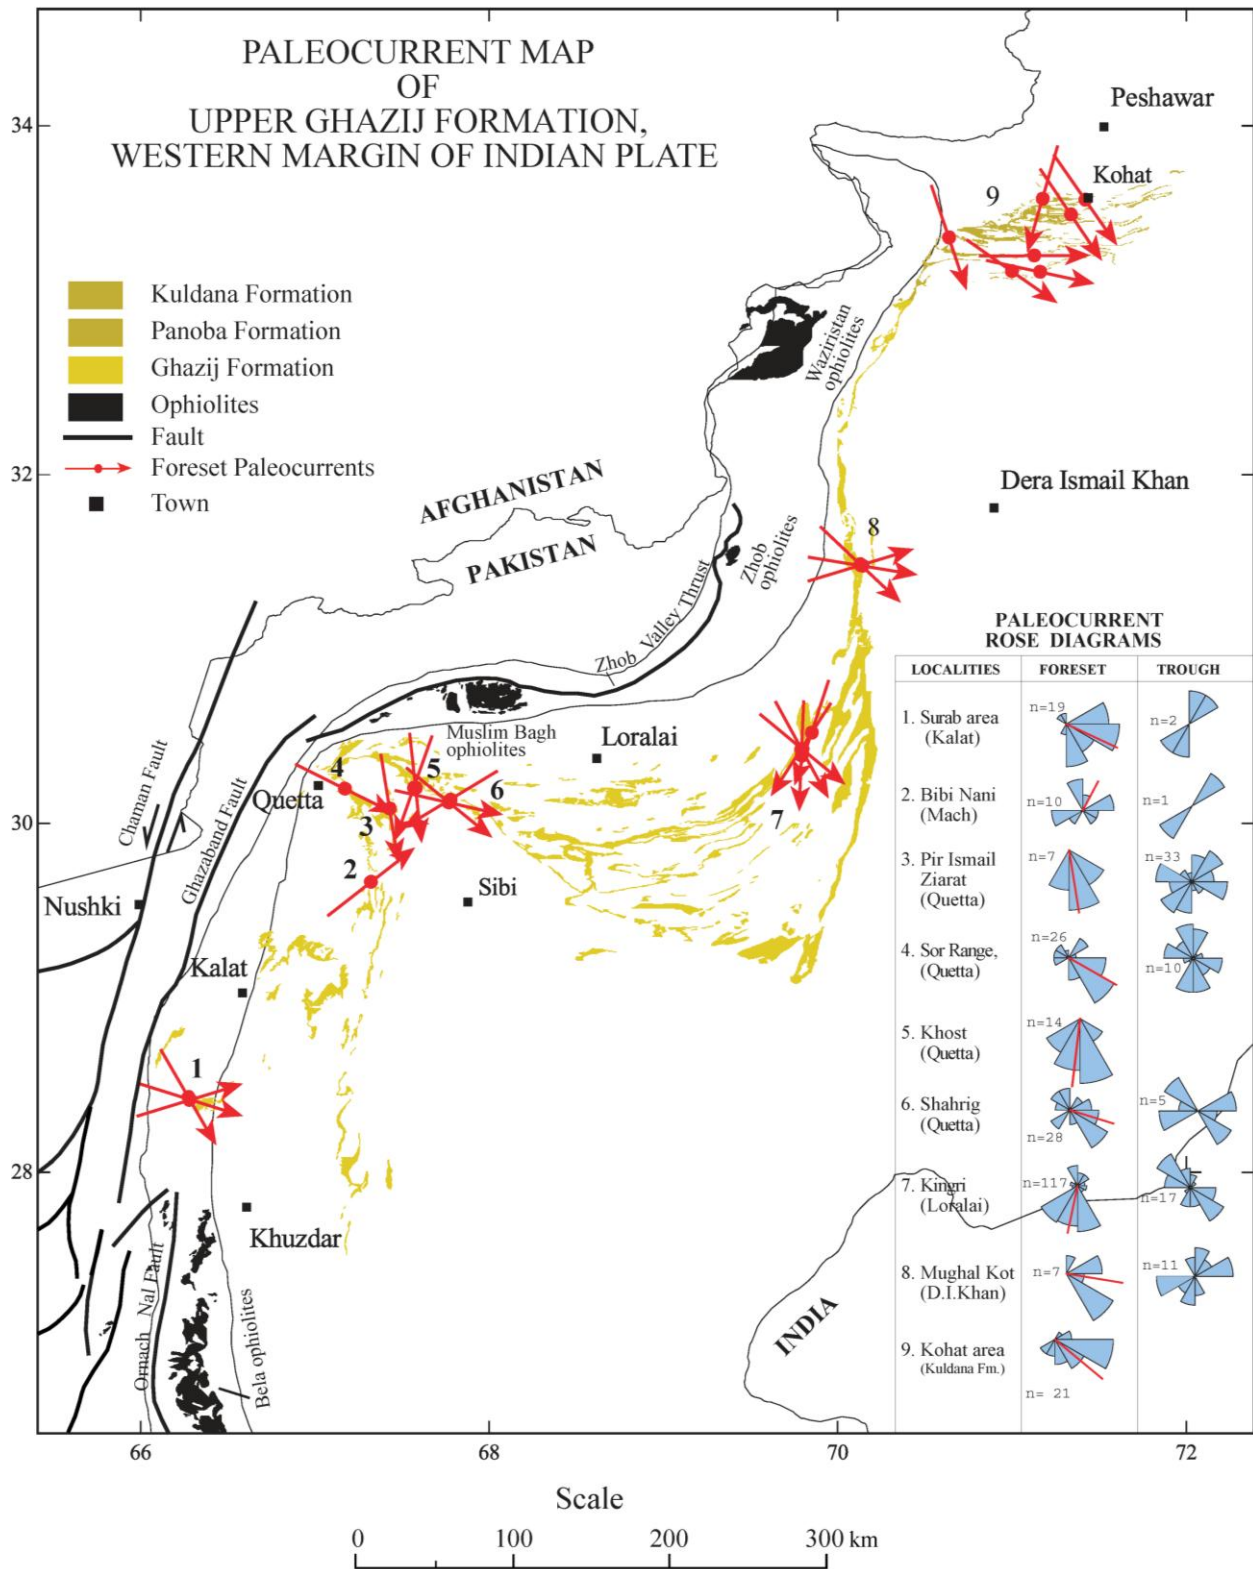 PALEOCURRENT MAP
OF
UPPER GHAZIJ FORMATION,
WESTERN MARGIN OF INDIAN PLATE
34
32
30
28
66
68
70
72
Kuldana Formation
Panoba Formation
Ghazij Formation
Ophiolites
Fault
Foreset Paleocurrents
Town
Peshawar
Kohat
9
Waziristan
ophiolites
Dera Ismail Khan
AFGHANISTAN
PAKISTAN
8
Zhob
ophiolites
Zhob Valley Thrust
Muslim Bagh
ophiolites
Loralai
Chaman Fault
Ghazaband Fault
Quetta
4
5
6
3
2
7
Sibi
Nushki
Kalat
1
Khuzdar
Ornach Nal Fault
Bela ophiolites
INDIA
PALEOCURRENT
ROSE DIAGRAMS
LOCALITIES FORESET TROUGH
1. Surab area
(Kalat)
n=19
n=2
2. Bibi Nani
(Mach)
n=10
n=1
3. Pir Ismail
Ziarat
(Quetta)
n=7
n=33
4. Sor Range,
(Quetta)
n=26
n=10
5. Khost
(Quetta)
n=14
6. Shahrig
(Quetta)
n=28
n=5
7. Kingri
(Loralai)
n=117
n=17
8. Mughal Kot
(D.I.Khan)
n=7
n=11
9. Kohat area
(Kuldana Fm.)
n= 21
Scale
0 100 200 300 km